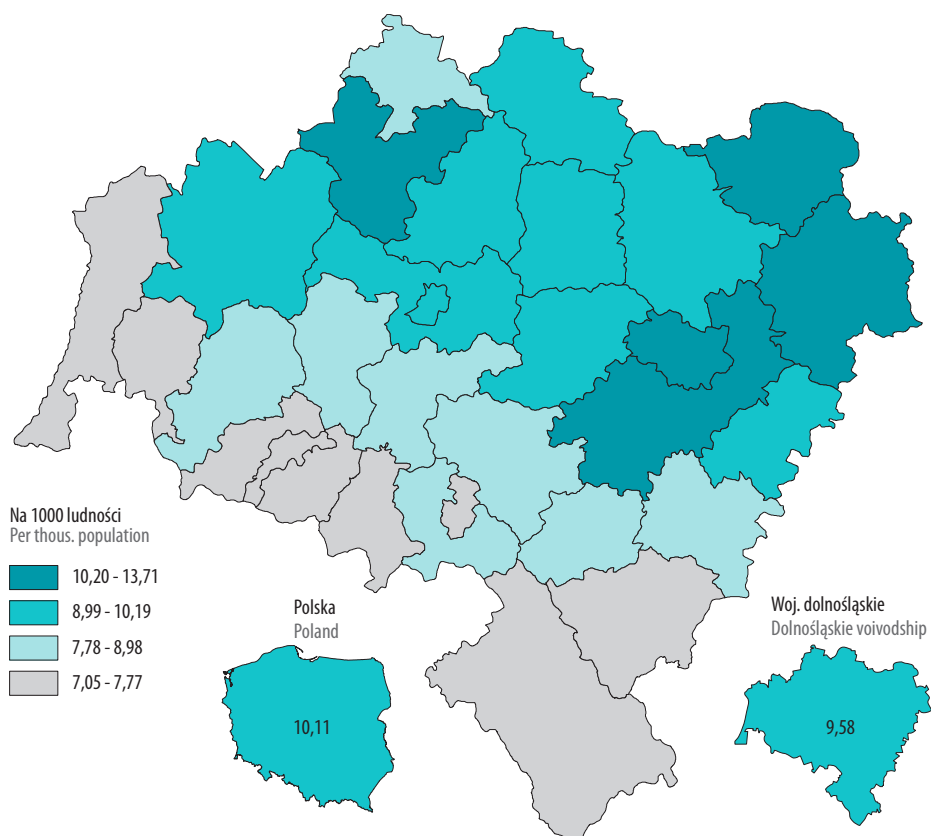 Na 1000 ludności
Per thous. population
10,20 - 13,71
8,99 - 10,19
7,78 - 8,98
7,05 - 7,77
Polska
Poland
10,11
Woj. dolnośląskie
Dolnośląskie voivodship
9,58